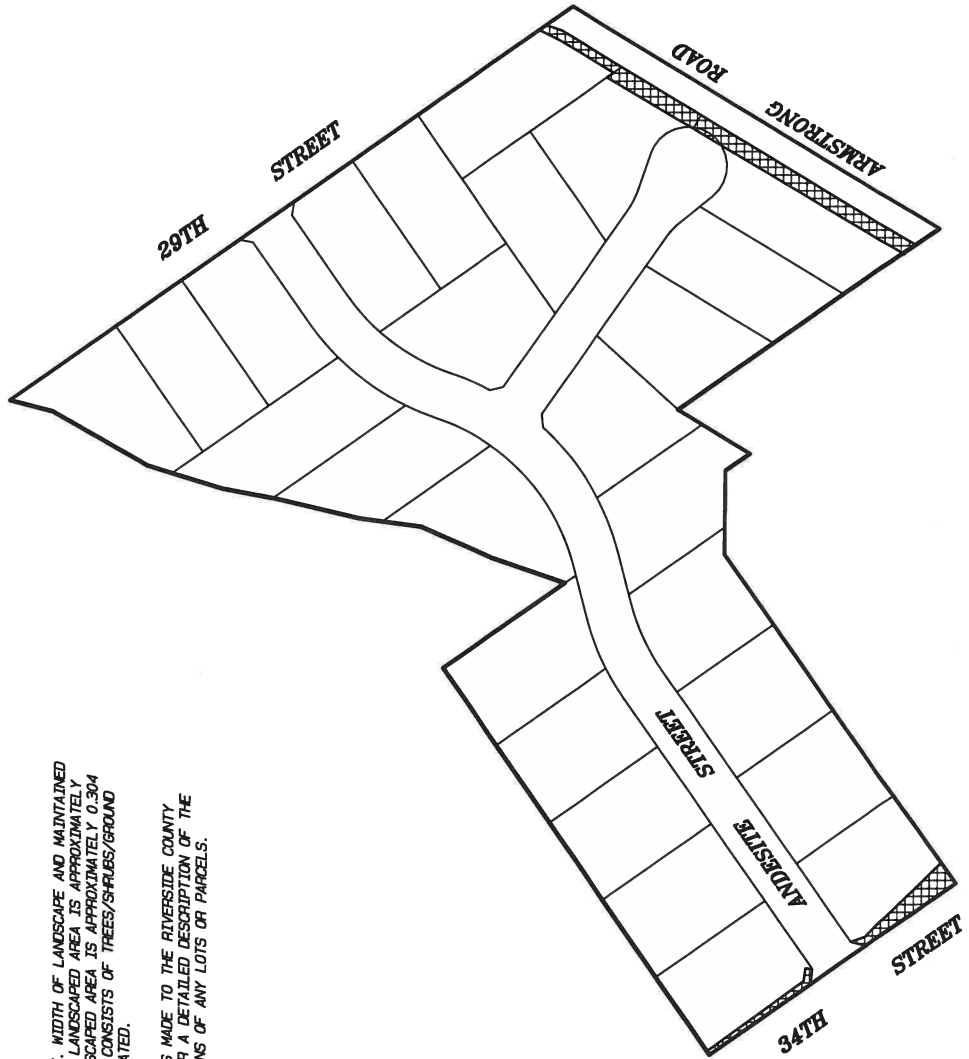 29TH STREET
ARMSTRONG ROAD
ANDESITE STREET
34TH STREET
. WIDTH OF LANDSCAPE AND MAINTAINED
LANDSCAPED AREA IS APPROXIMATELY
SCAPED AREA IS APPROXIMATELY 0.304
CONSISTS OF TREES/SHRUBS/GROUND
ATED.
S MADE TO THE RIVERSIDE COUNTY
R A DETAILED DESCRIPTION OF THE
NS OF ANY LOTS OR PARCELS.